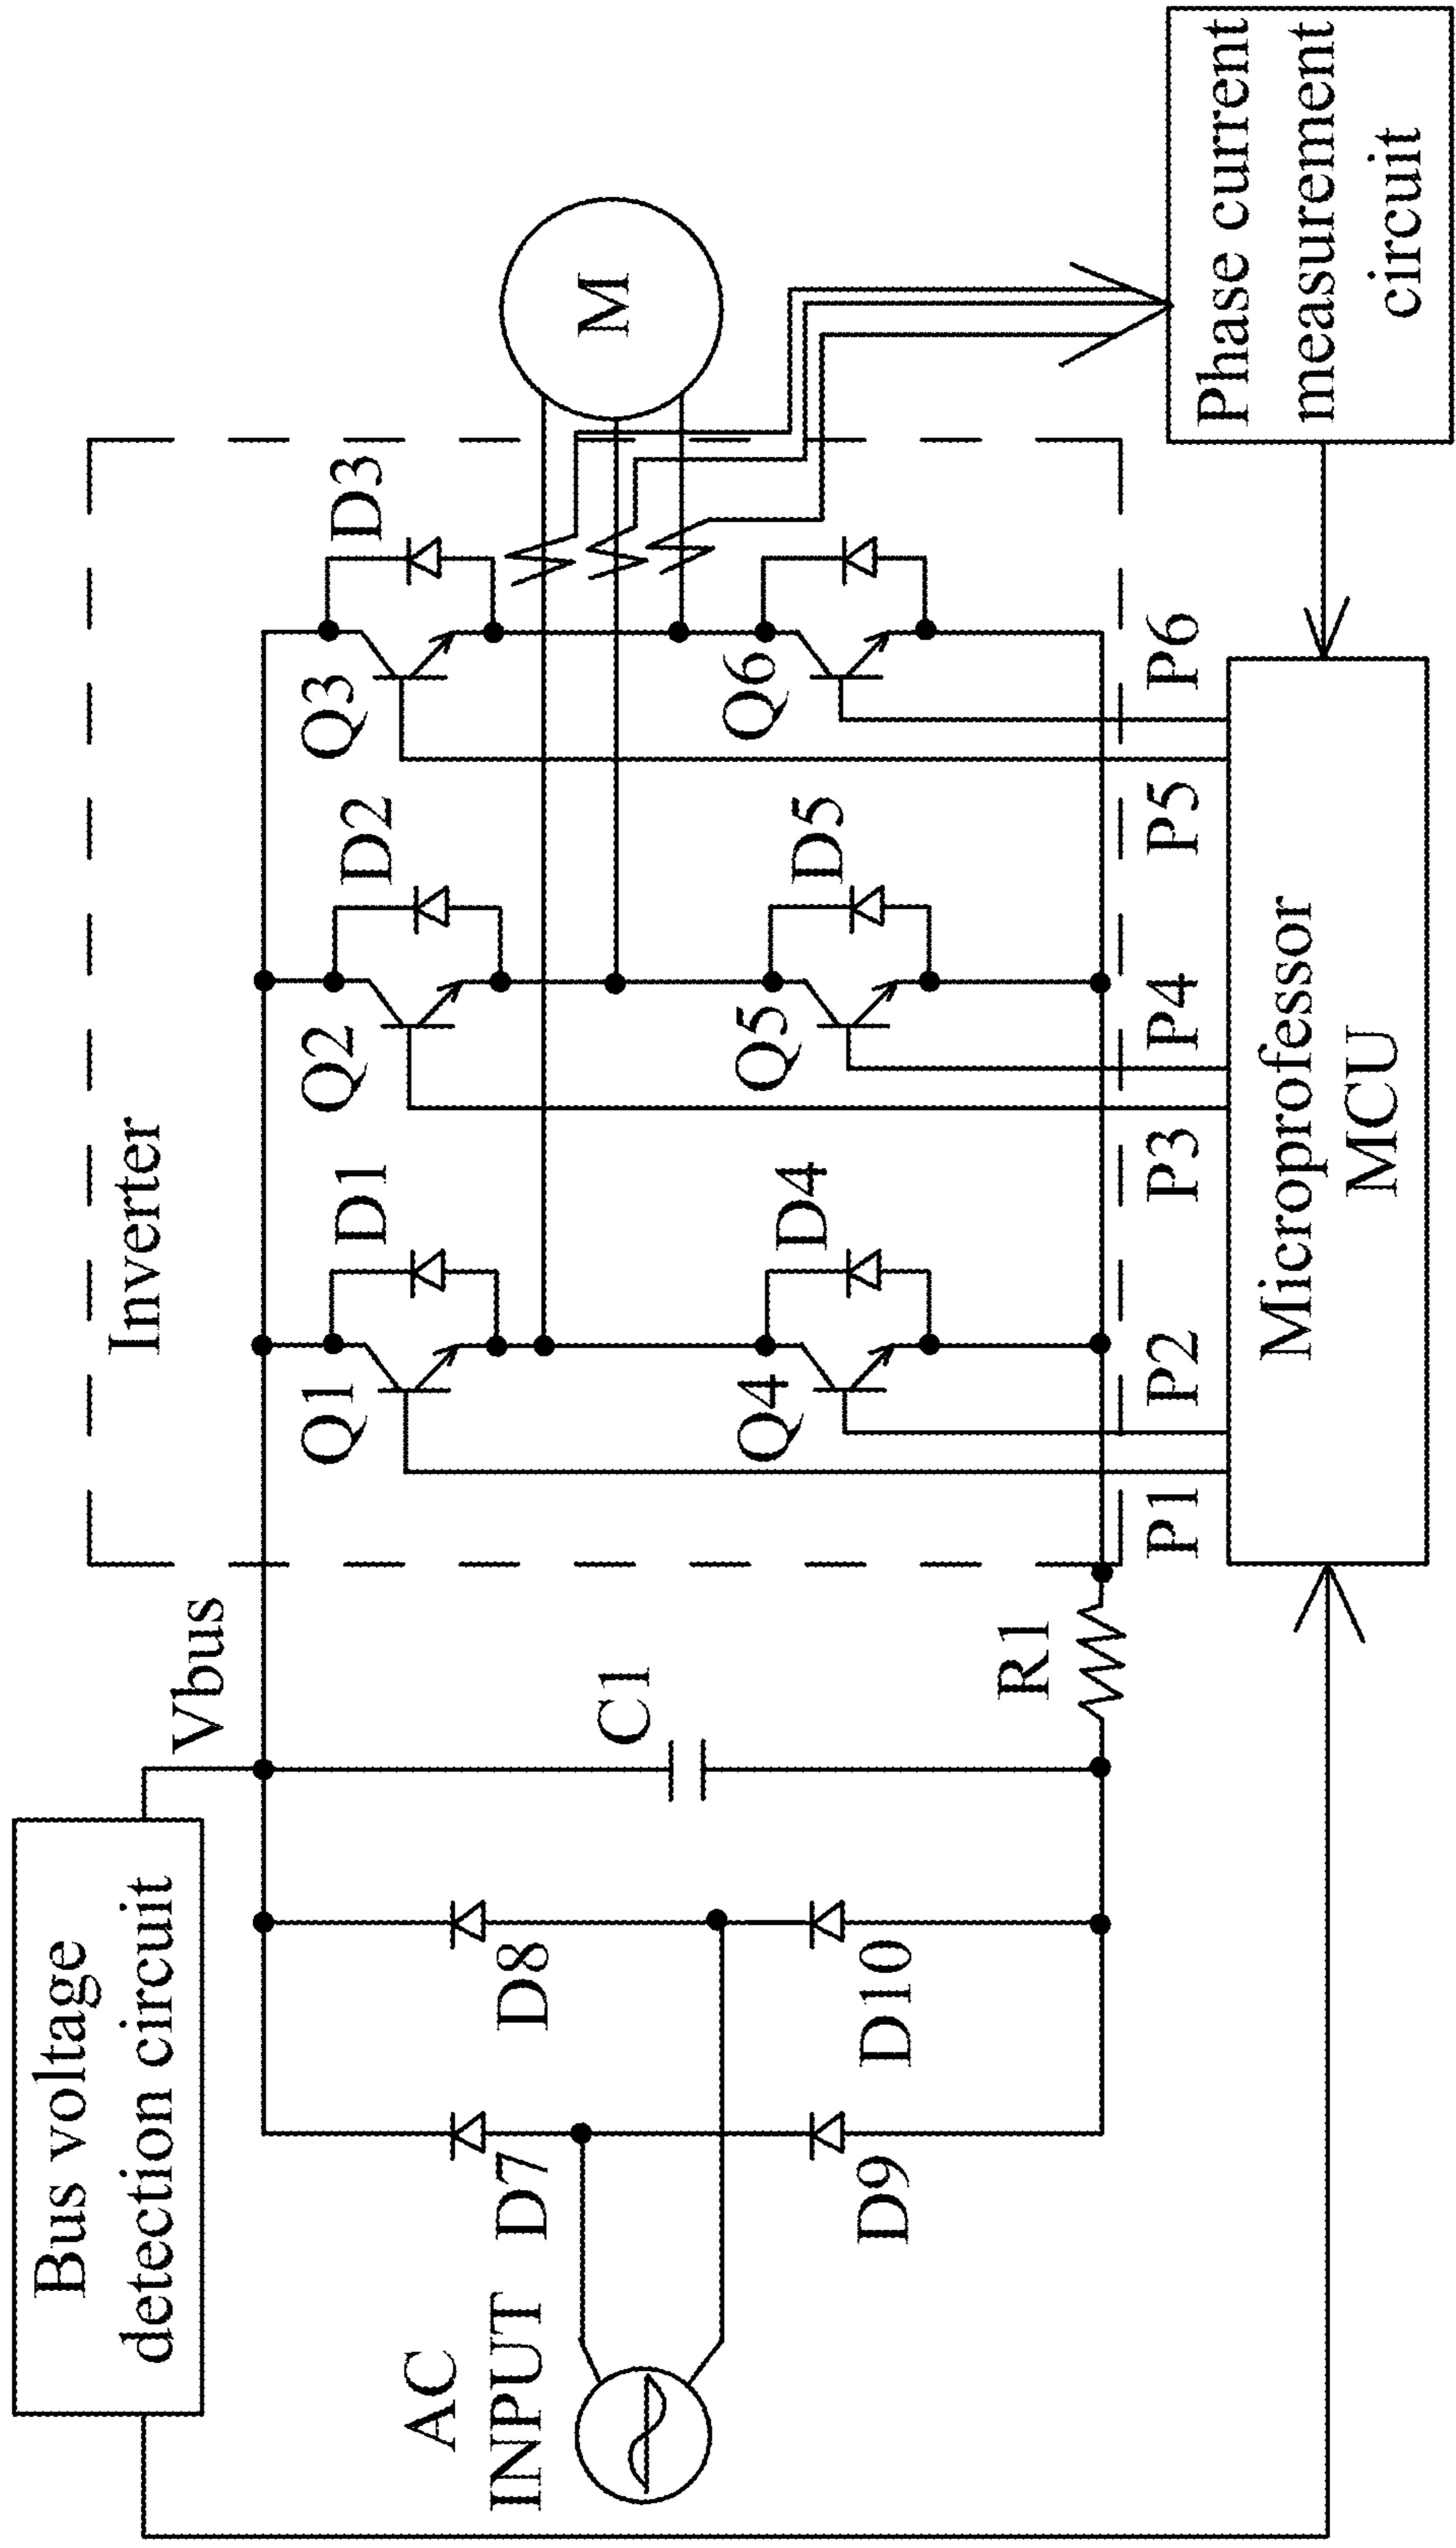 Bus voltage
detection circuit
Vbus
Inverter
AC
INPUT
D7
D8
D9
D10
C1
R1
Q1
D1
Q2
D2
Q3
D3
Q4
D4
Q5
D5
Q6
M
P1
P2
P3
P4
P5
P6
Microprofessor
MCU
Phase current
measurement
circuit